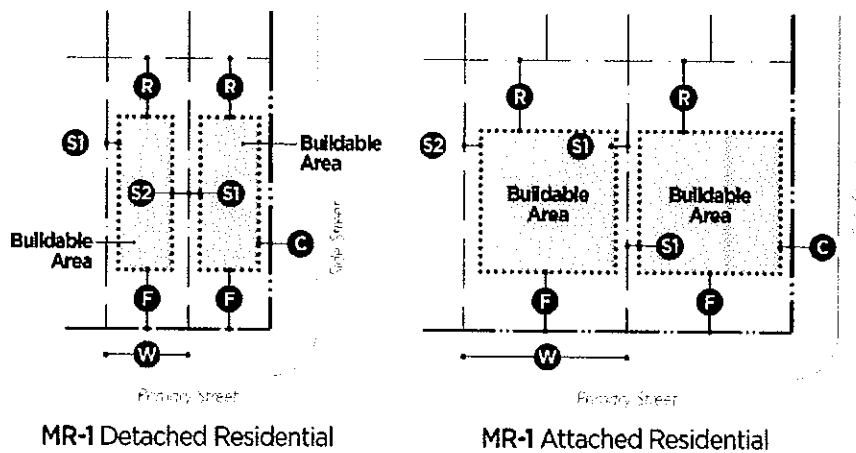 R
R
S1
Buildable
Area
S2
S1
Buildable
Area
C
Side Street
F
F
W
Primary Street
MR-1 Detached Residential
R
R
S2
S1
Buildable
Area
Buildable
Area
S1
C
F
F
W
Primary Street
MR-1 Attached Residential